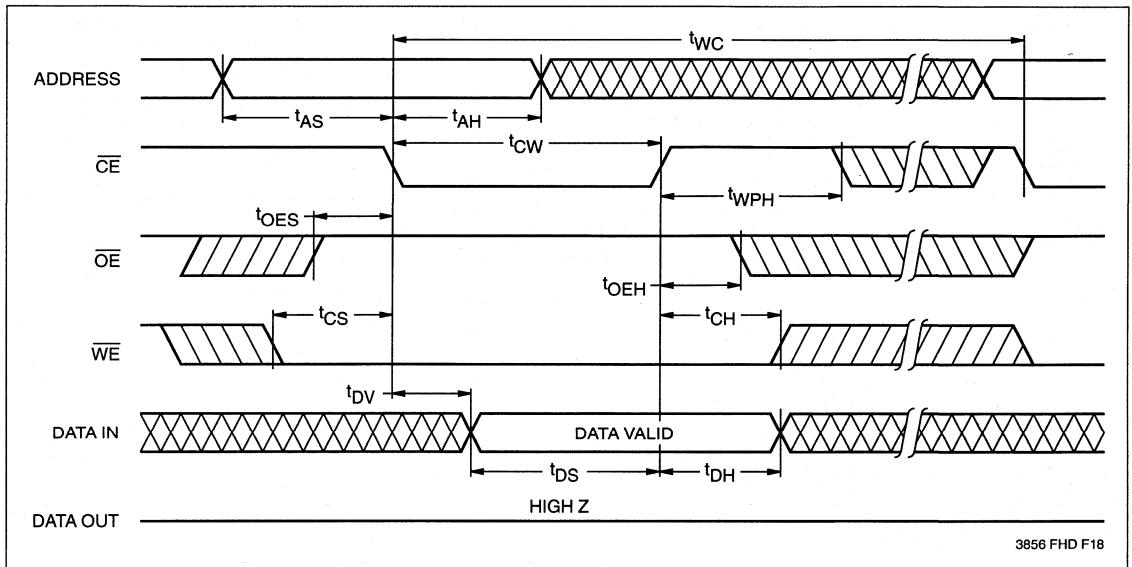 tWC
ADDRESS
tAS
tAH
tCW
CE
tWPH
tOES
OE
tOEH
tCS
tCH
WE
tDV
DATA IN
DATA VALID
tDS
tDH
HIGH Z
DATA OUT
3856 FHD F18